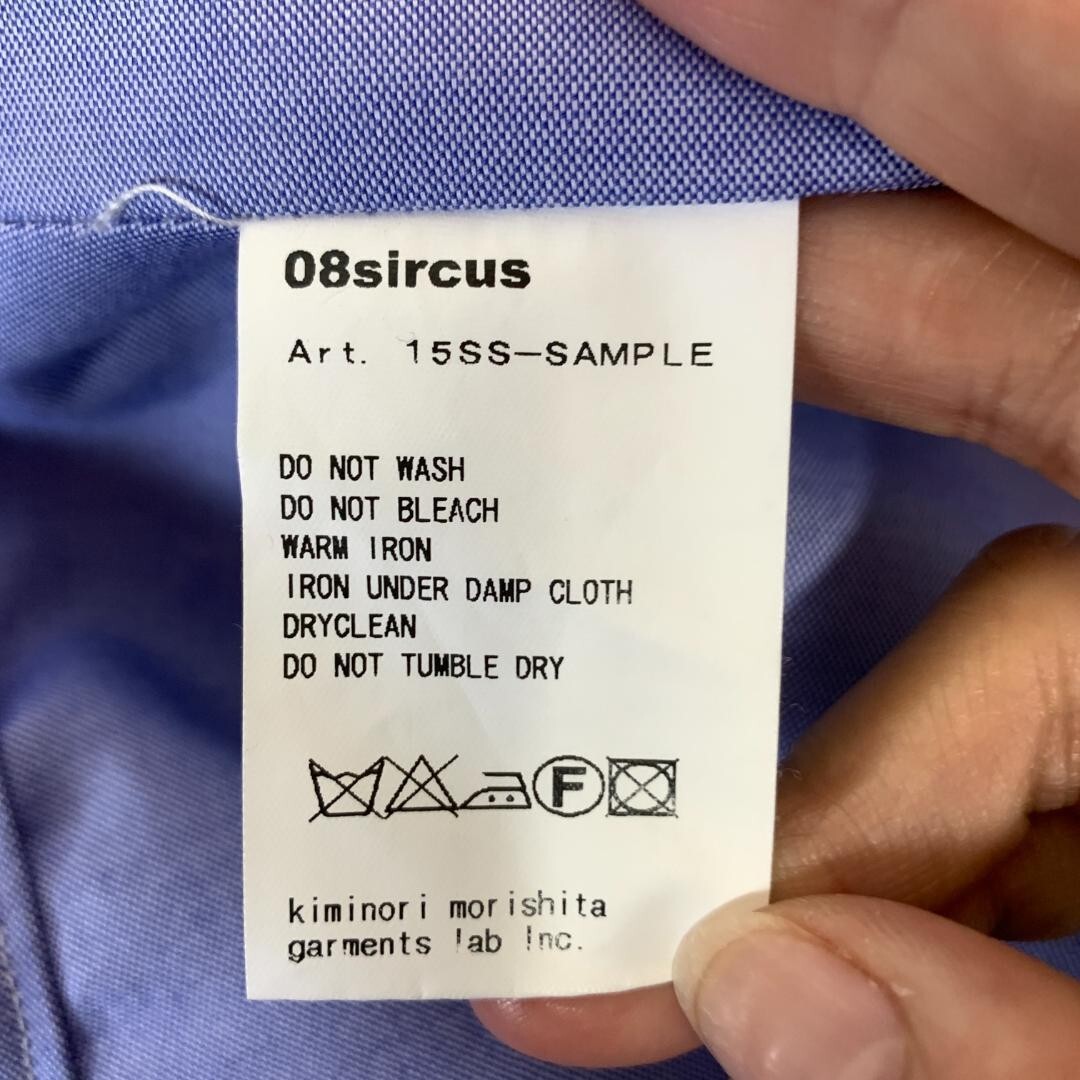 08sircus
Art. 15SS-SAMPLE
DO NOT WASH
DO NOT BLEACH
WARM IRON
IRON UNDER DAMP CLOTH
DRYCLEAN
DO NOT TUMBLE DRY
F
kiminori morishita
garments lab Inc.